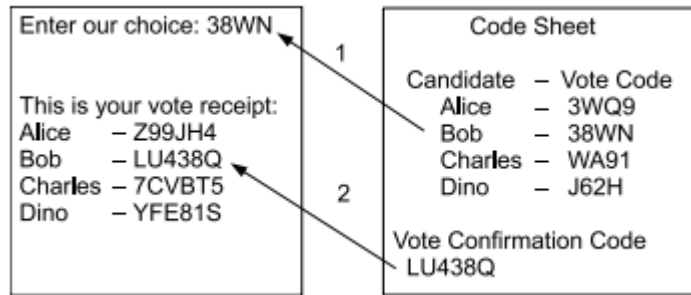 Enter our choice: 38WN
This is your vote receipt:
Alice – Z99JH4
Bob – LU438Q
Charles – 7CVBT5
Dino – YFE81S
1
2
Code Sheet
Candidate – Vote Code
Alice – 3WQ9
Bob – 38WN
Charles – WA91
Dino – J62H
Vote Confirmation Code
LU438Q